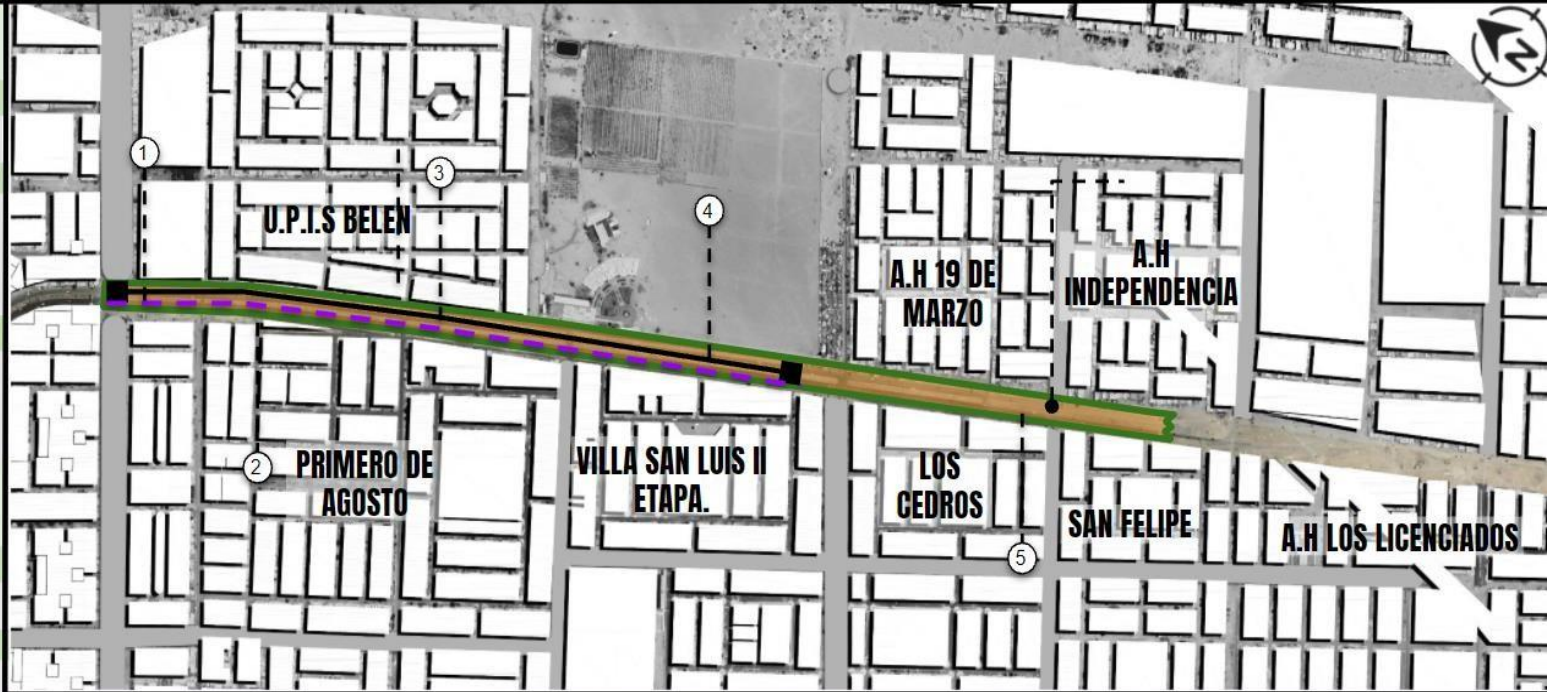 N
1
3
U.P.I.S BELEN
4
A.H 19 DE
MARZO
A.H
INDEPENDENCIA
2
PRIMERO DE
AGOSTO
VILLA SAN LUIS II
ETAPA.
LOS
CEDROS
SAN FELIPE
A.H LOS LICENCIADOS
5